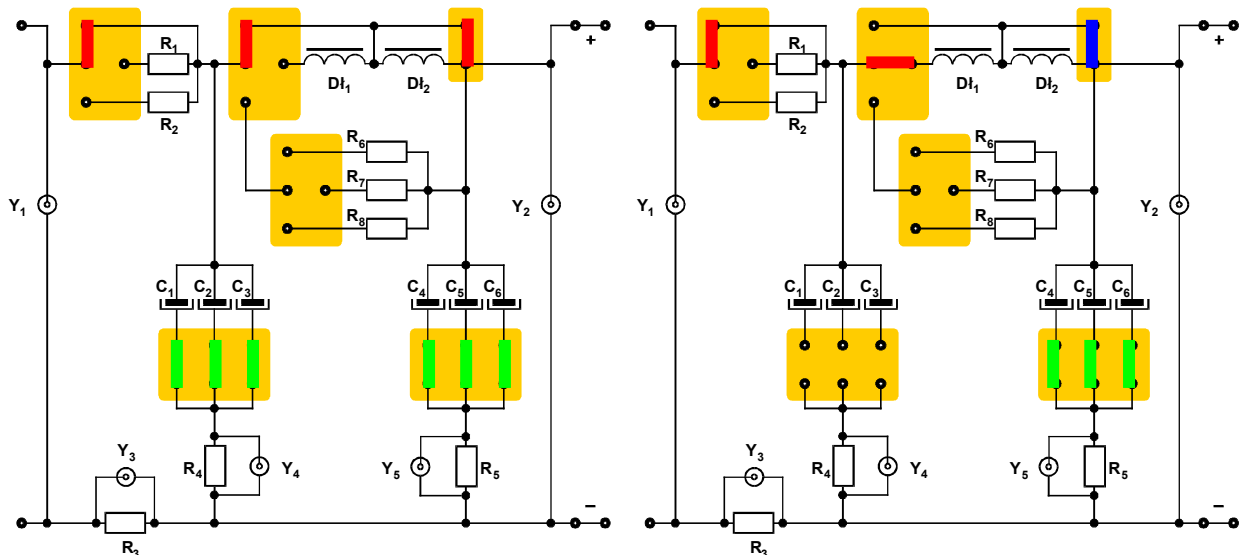 R1
+
R2
Dł1 Dł2
R6
R7
R8
Y1
Y2
C1 C2 C3
C4 C5 C6
Y3
R4
Y4
Y5
R5
–
R3
R1
+
R2
Dł1 Dł2
R6
R7
R8
Y1
Y2
C1 C2 C3
C4 C5 C6
Y3
R4
Y4
Y5
R5
–
R3